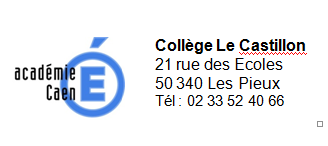 Collège Le Castillon
21 rue des Ecoles
50 340 Les Pieux
Tél : 02 33 52 40 66
académie
Caen
É